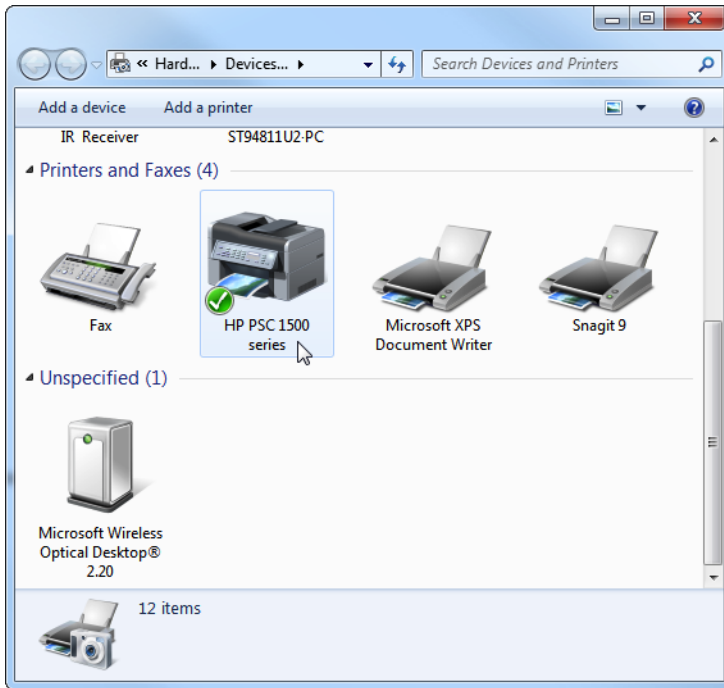 « Hard... ▸ Devices... ▸
Search Devices and Printers
Add a device Add a printer
IR Receiver ST94811U2-PC
Printers and Faxes (4)
Fax
HP PSC 1500
series
Microsoft XPS
Document Writer
Snagit 9
Unspecified (1)
Microsoft Wireless
Optical Desktop®
2.20
12 items